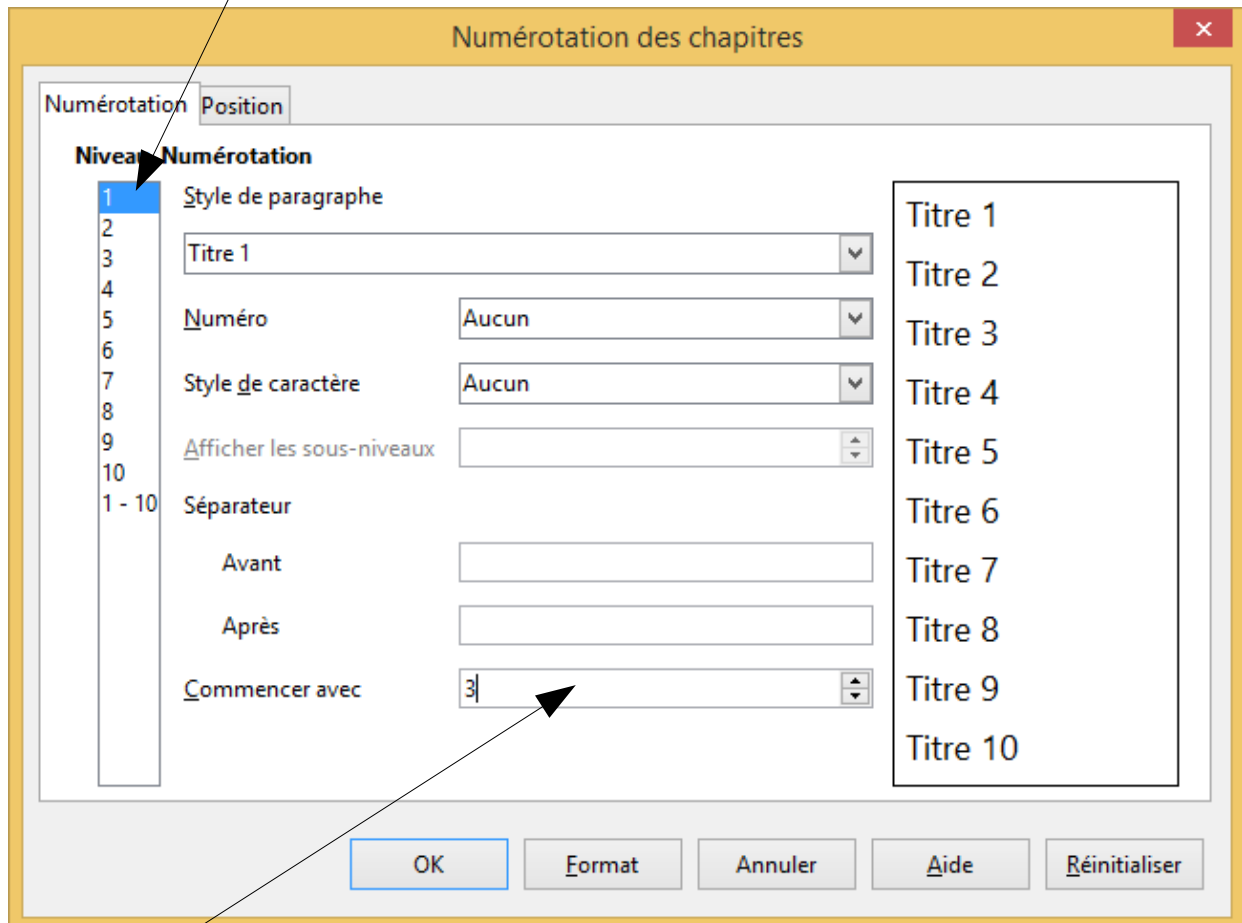 Numérotation des chapitres
Numérotation Position
Niveau Numérotation
1
2
3
4
5
6
7
8
9
10
1 - 10
Style de paragraphe
Titre 1
Numéro Aucun
Style de caractère Aucun
Afficher les sous-niveaux
Séparateur
Avant
Après
Commencer avec 3
Titre 1
Titre 2
Titre 3
Titre 4
Titre 5
Titre 6
Titre 7
Titre 8
Titre 9
Titre 10
OK Format Annuler Aide Réinitialiser